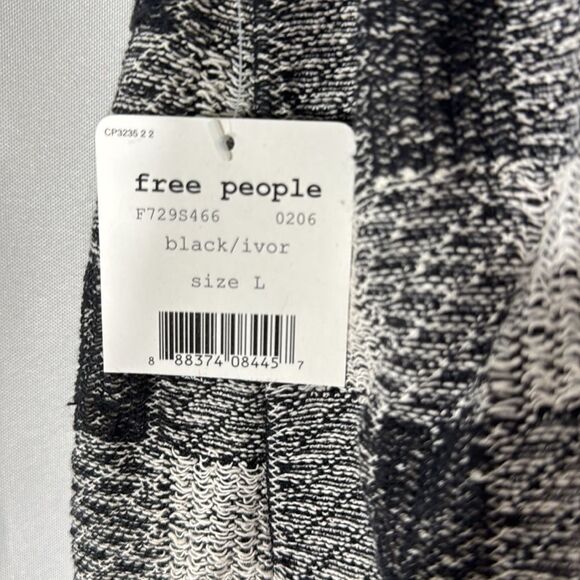 CP3235 2 2
free people
F729S466 0206
black/ivor
size L
8 88374 08445 7